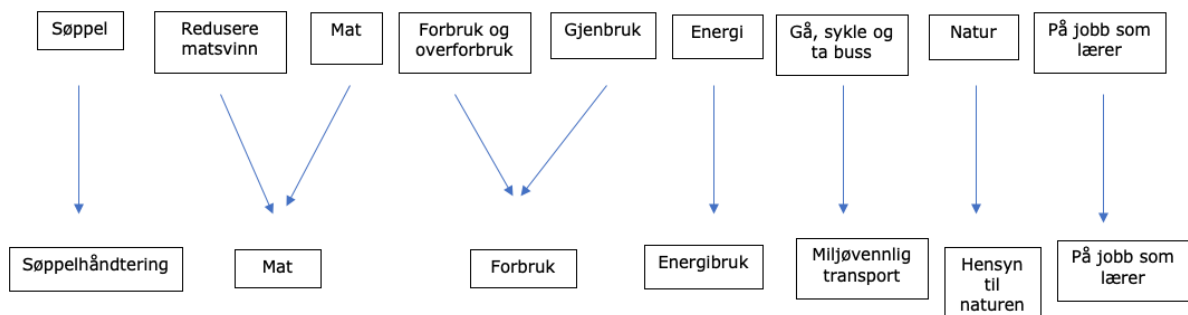 Søppel
Redusere
matsvinn
Mat
Forbruk og
overforbruk
Gjenbruk
Energi
Gå, sykle og
ta buss
Natur
På jobb som
lærer
Søppelhåndtering
Mat
Forbruk
Energibruk
Miljøvennlig
transport
Hensyn
til
naturen
På jobb som
lærer